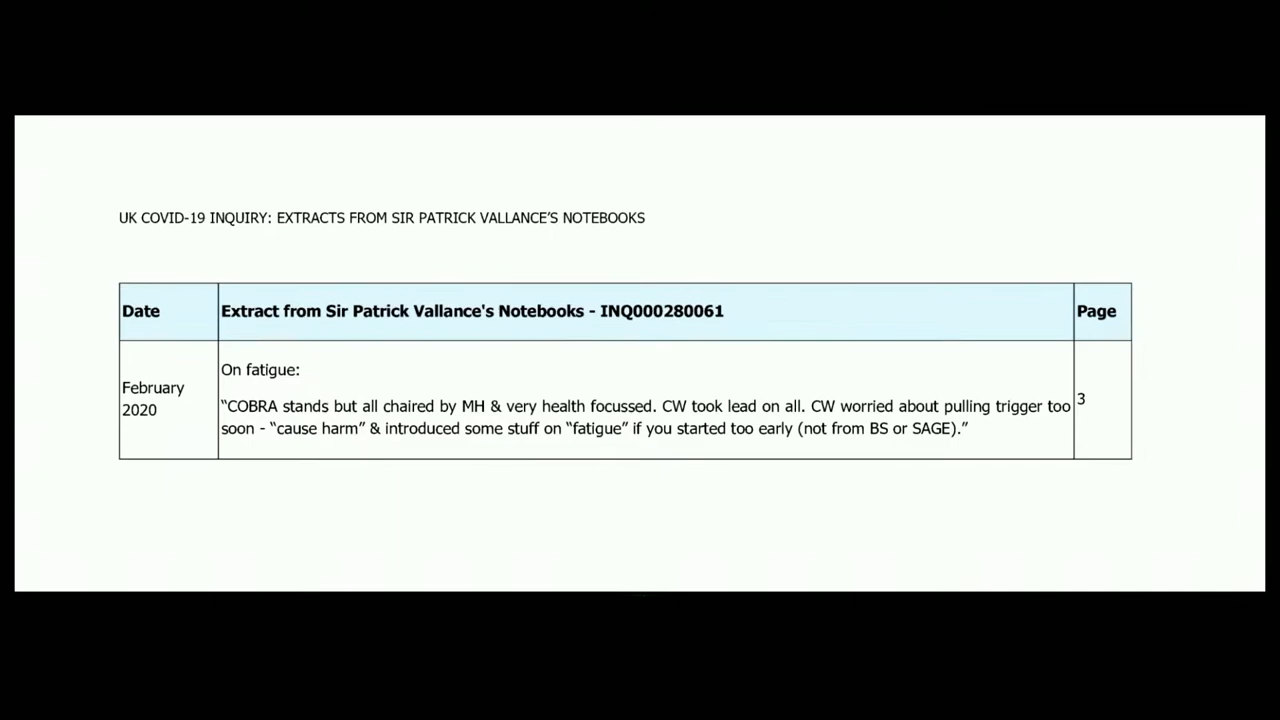 UK COVID-19 INQUIRY: EXTRACTS FROM SIR PATRICK VALLANCE’S NOTEBOOKS
Date
Extract from Sir Patrick Vallance's Notebooks - INQ000280061
Page
February
2020
On fatigue:
“COBRA stands but all chaired by MH & very health focussed. CW took lead on all. CW worried about pulling trigger too
soon - “cause harm” & introduced some stuff on “fatigue” if you started too early (not from BS or SAGE).”
3